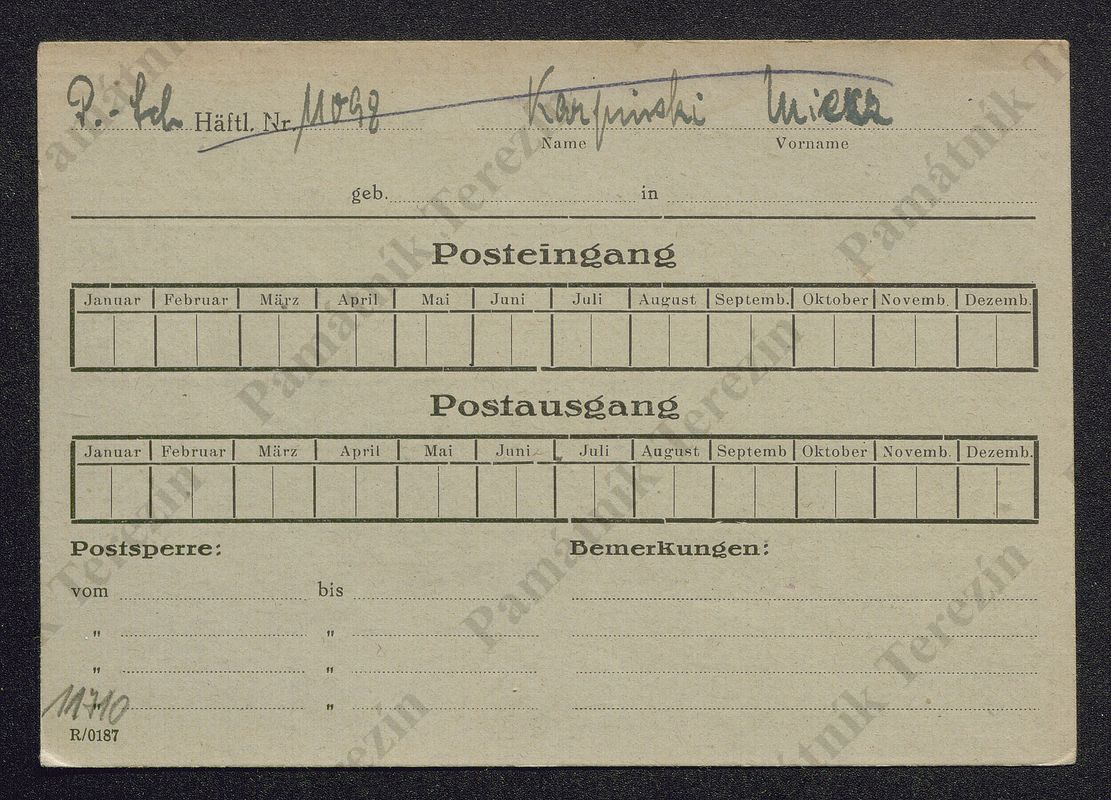 P.-Sch. Häftl. Nr. 11098 Karpinski Miecz
Name Vorname
geb. in
Posteingang
Januar Februar März April Mai Juni Juli August Septemb. Oktober Novemb. Dezemb.
Postausgang
Januar Februar März April Mai Juni Juli August Septemb Oktober Novemb. Dezemb.
Postsperre: Bemerkungen:
vom bis
" "
" "
" "
11710
R/0187
Památník Terezín